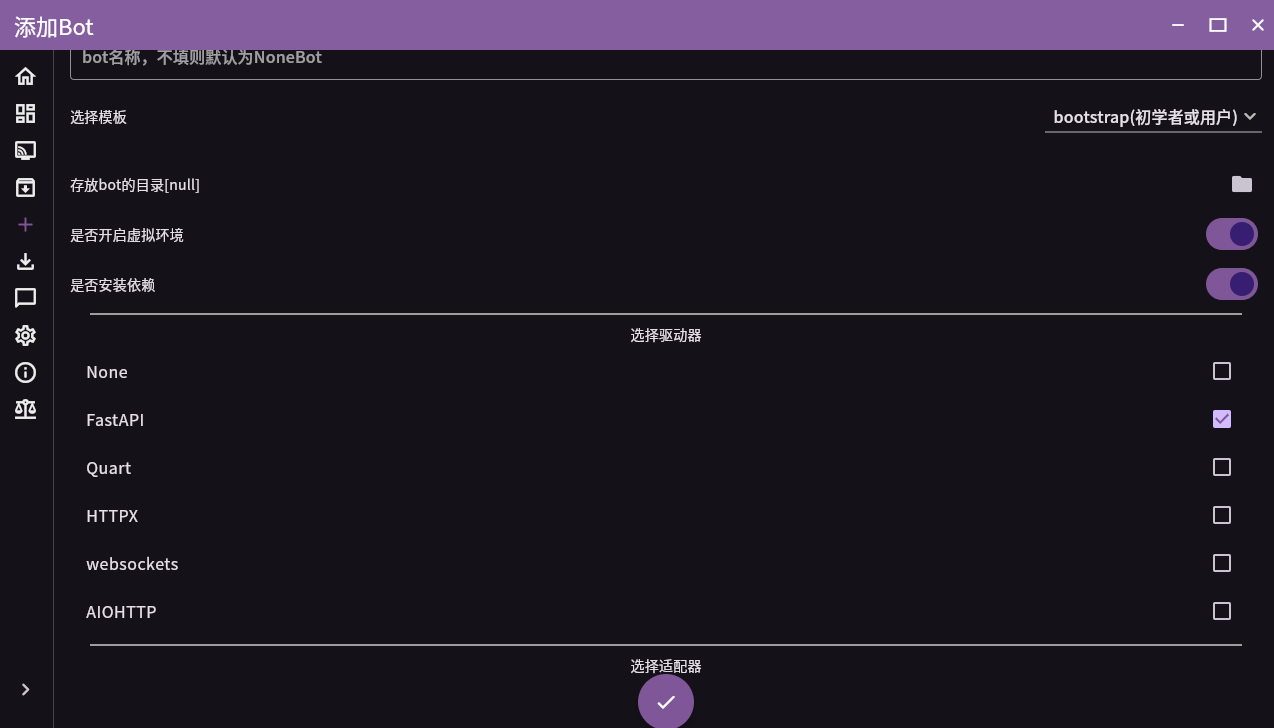 添加Bot
bot名称，不填则默认为NoneBot
选择模板
bootstrap(初学者或用户)
存放bot的目录[null]
是否开启虚拟环境
是否安装依赖
选择驱动器
None
FastAPI
Quart
HTTPX
websockets
AIOHTTP
选择适配器